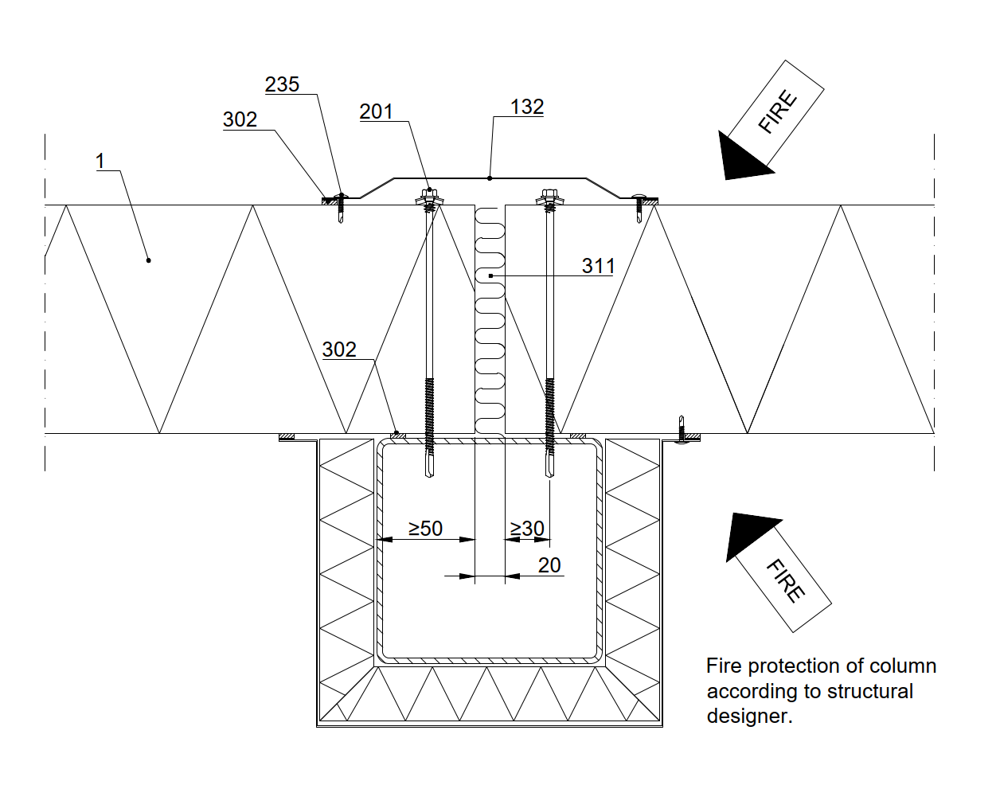 235
201
132
302
1
FIRE
311
302
≥50
≥30
20
FIRE
Fire protection of column
according to structural
designer.